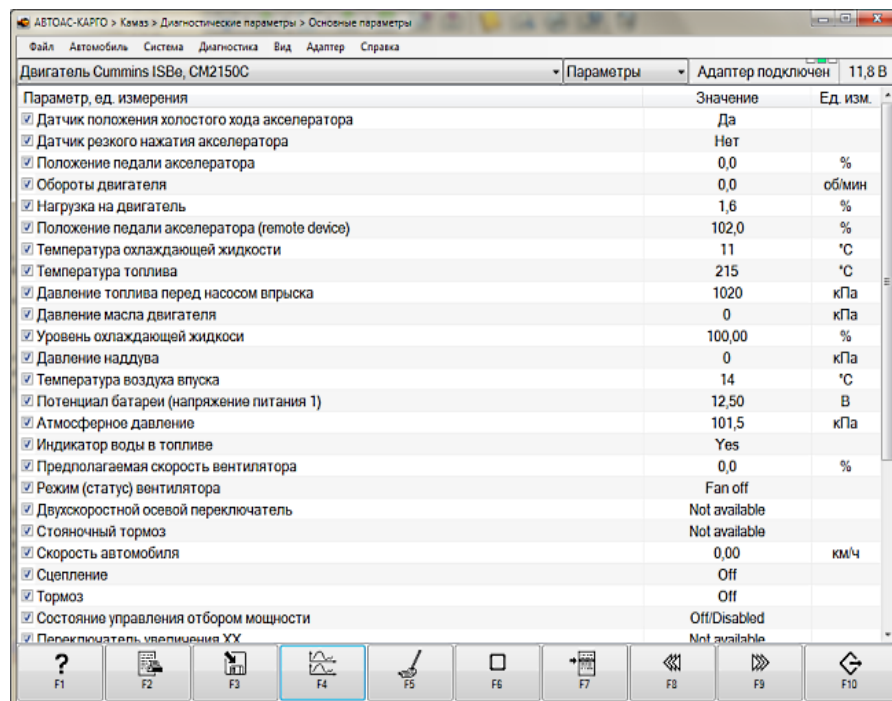 АВТОАС-КАРГО > Камаз > Диагностические параметры > Основные параметры
Файл Автомобиль Система Диагностика Вид Адаптер Справка
Двигатель Cummins ISBe, CM2150C Параметры Адаптер подключен 11,8 В
Параметр, ед. измерения Значение Ед. изм.
Датчик положения холостого хода акселератора Да
Датчик резкого нажатия акселератора Нет
Положение педали акселератора 0,0 %
Обороты двигателя 0,0 об/мин
Нагрузка на двигатель 1,6 %
Положение педали акселератора (remote device) 102,0 %
Температура охлаждающей жидкости 11 °C
Температура топлива 215 °C
Давление топлива перед насосом впрыска 1020 кПа
Давление масла двигателя 0 кПа
Уровень охлаждающей жидкоси 100,00 %
Давление наддува 0 кПа
Температура воздуха впуска 14 °C
Потенциал батареи (напряжение питания 1) 12,50 В
Атмосферное давление 101,5 кПа
Индикатор воды в топливе Yes
Предполагаемая скорость вентилятора 0,0 %
Режим (статус) вентилятора Fan off
Двухскоростной осевой переключатель Not available
Стояночный тормоз Not available
Скорость автомобиля 0,00 км/ч
Сцепление Off
Тормоз Off
Состояние управления отбором мощности Off/Disabled
Переключатель увеличения ХХ Not available
? F1 F2 F3 F4 F5 F6 F7 F8 F9 F10